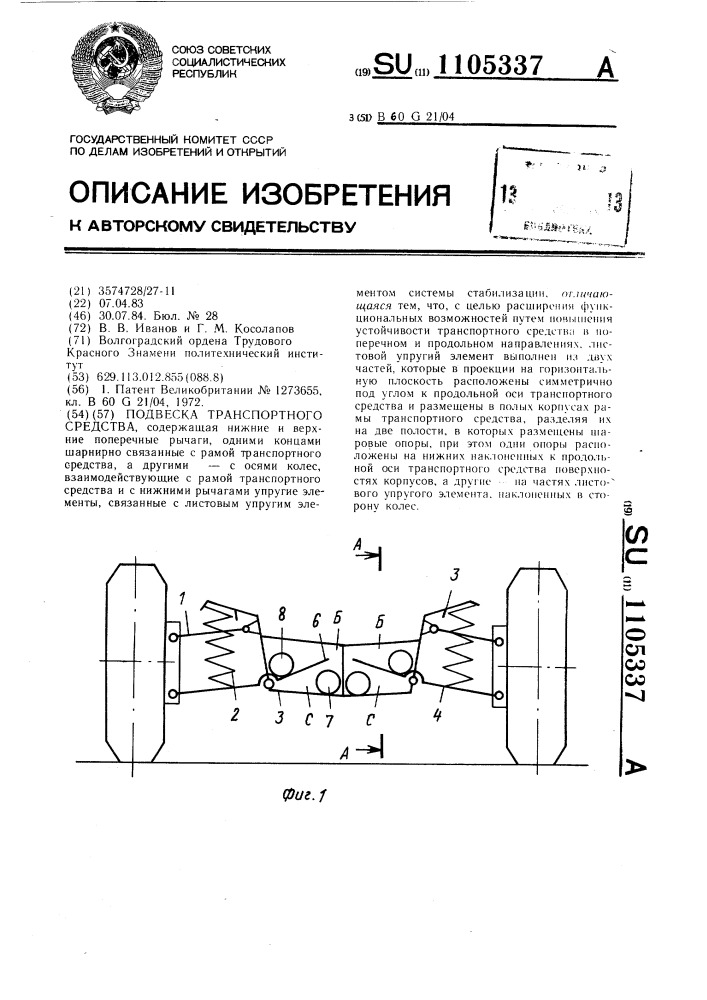 СОЮЗ СОВЕТСКИХ
СОЦИАЛИСТИЧЕСКИХ
РЕСПУБЛИК
(19) SU (11) 1105337 A
3(51) B 60 G 21/04
ГОСУДАРСТВЕННЫЙ КОМИТЕТ СССР
ПО ДЕЛАМ ИЗОБРЕТЕНИЙ И ОТКРЫТИЙ
ОПИСАНИЕ ИЗОБРЕТЕНИЯ
К АВТОРСКОМУ СВИДЕТЕЛЬСТВУ
13
13
(21) 3574728/27-11
(22) 07.04.83
(46) 30.07.84. Бюл. № 28
(72) В. В. Иванов и Г. М. Косолапов
(71) Волгоградский ордена Трудового
Красного Знамени политехнический инсти-
тут
(53) 629.113.012.855(088.8)
(56) 1. Патент Великобритании № 1273655,
кл. B 60 G 21/04, 1972.
(54)(57) ПОДВЕСКА ТРАНСПОРТНОГО
СРЕДСТВА, содержащая нижние и верх-
ние поперечные рычаги, одними концами
шарнирно связанные с рамой транспортного
средства, а другими — с осями колес,
взаимодействующие с рамой транспортного
средства и с нижними рычагами упругие эле-
менты, связанные с листовым упругим эле-
ментом системы стабилизации, отличаю-
щаяся тем, что, с целью расширения функ-
циональных возможностей путем повышения
устойчивости транспортного средства в по-
перечном и продольном направлениях, лис-
товой упругий элемент выполнен из двух
частей, которые в проекции на горизонталь-
ную плоскость расположены симметрично
под углом к продольной оси транспортного
средства и размещены в полых корпусах ра-
мы транспортного средства, разделяя их
на две полости, в которых размещены ша-
ровые опоры, при этом одни опоры распо-
ложены на нижних наклоненных к продоль-
ной оси транспортного средства поверхно-
стях корпусов, а другие — на частях листо-
вого упругого элемента, наклоненных в сто-
рону колес.
(19) SU (11) 1105337 A
А
1 8 6 Б Б 3
2 3 С 7 С 4
А
Фиг. 1